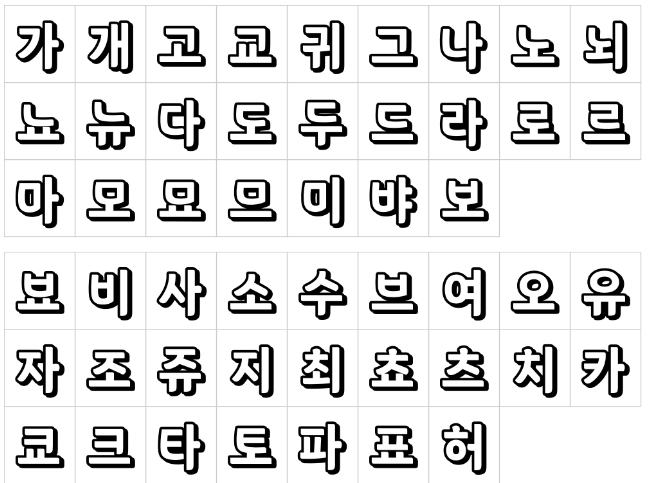 가 개 고 교 귀 그 나 노 뇌
뇨 뉴 다 도 두 드 라 로 르
마 모 묘 므 미 뱌 보
뵤 비 사 소 수 브 여 오 유
자 조 쥬 지 최 쵸 츠 치 카
쿄 크 타 토 파 표 허